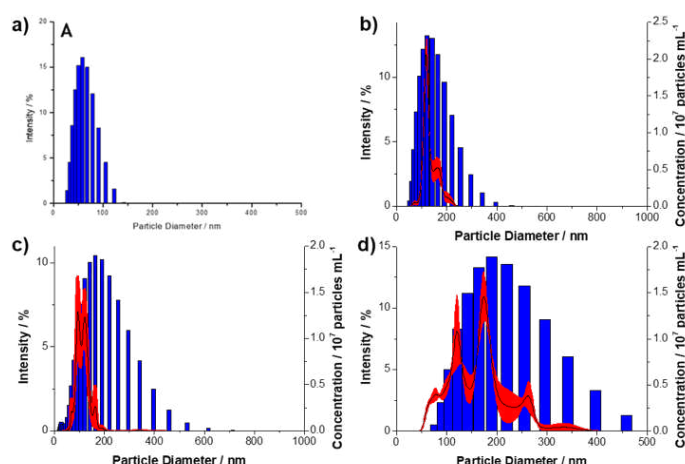 a)
A
20
15
10
5
0
Intensity / %
0 100 200 300 400 500
Particle Diameter / nm
b)
10
5
0
Intensity / %
2.5
2.0
1.5
1.0
0.5
0.0
Concentration / 10⁷ particles mL⁻¹
0 200 400 600 800 1000
Particle Diameter / nm
c)
10
5
0
Intensity / %
2.0
1.5
1.0
0.5
0.0
Concentration / 10⁷ particles mL⁻¹
0 200 400 600 800 1000
Particle Diameter / nm
d)
15
10
5
0
Intensity / %
2.0
1.5
1.0
0.5
0.0
Concentration / 10⁷ particles mL⁻¹
0 100 200 300 400 500
Particle Diameter / nm